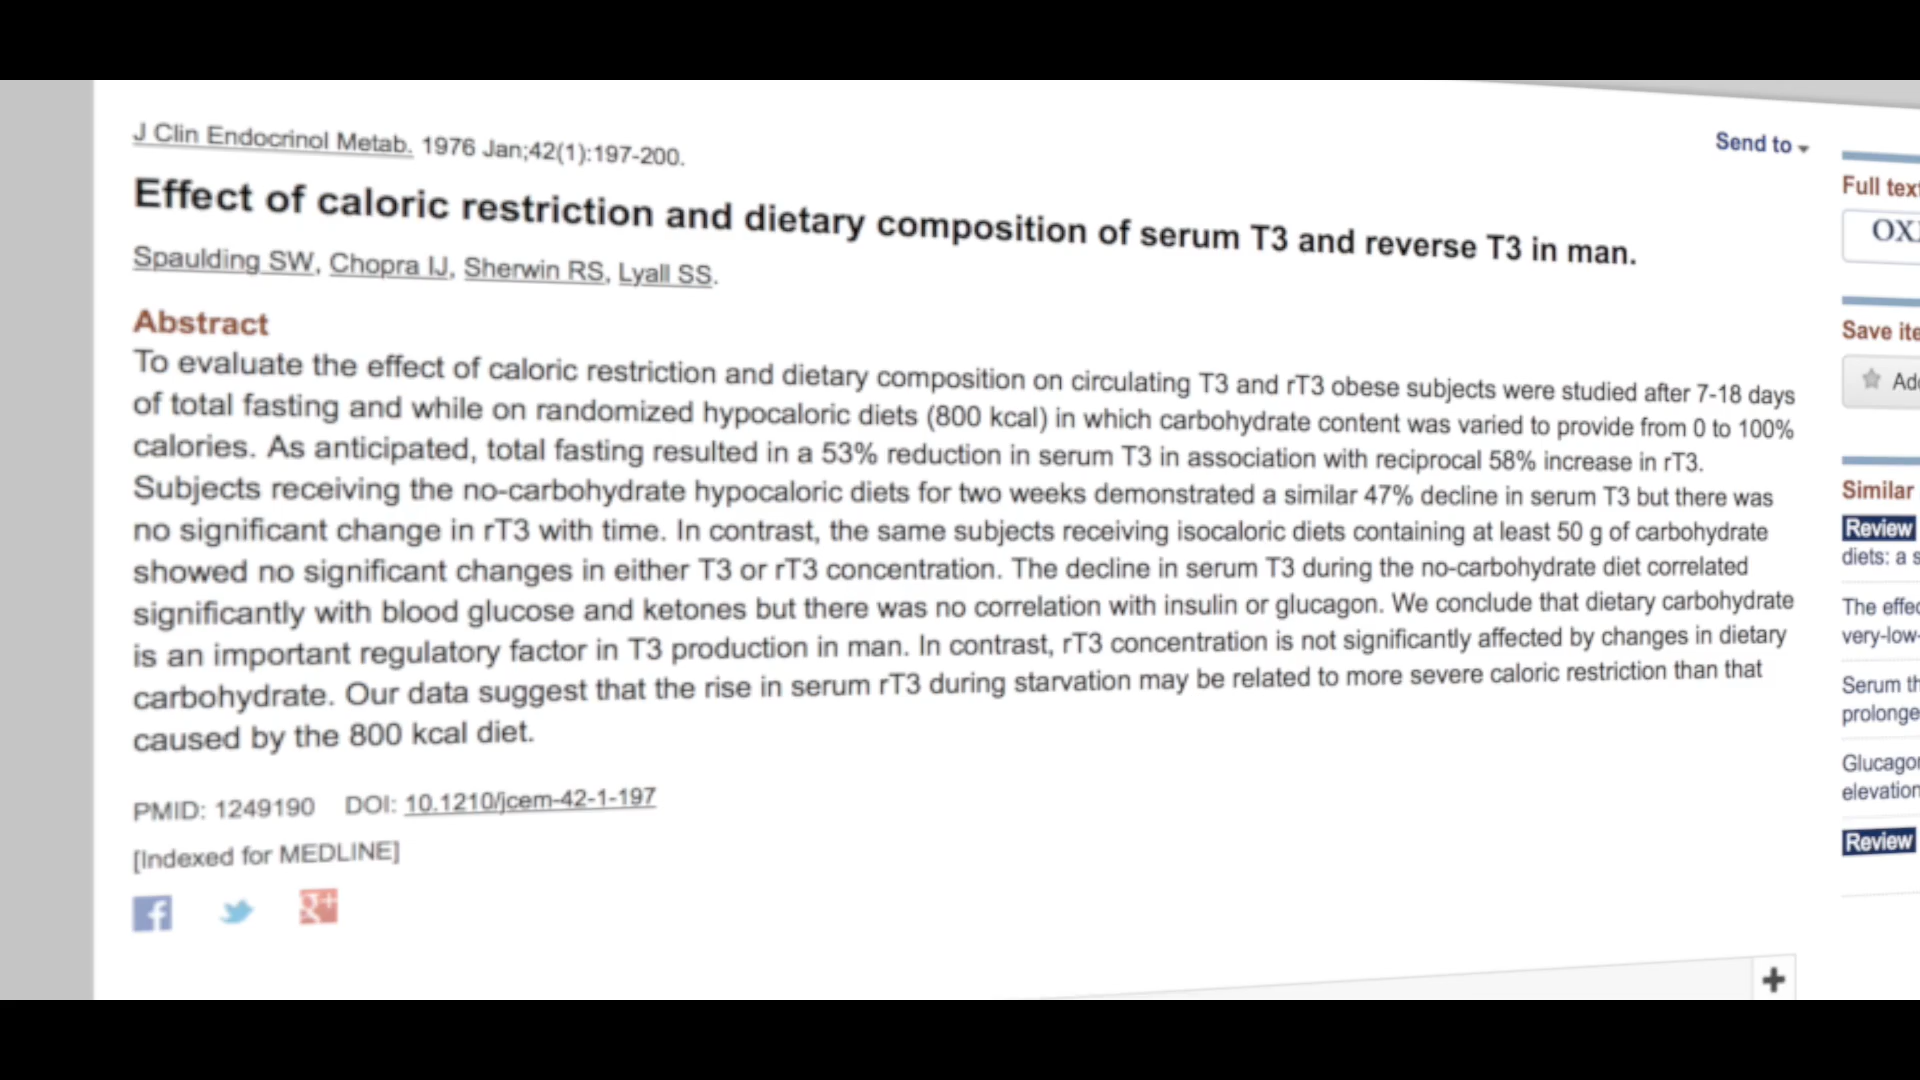 J Clin Endocrinol Metab. 1976 Jan;42(1):197-200.
Send to
Effect of caloric restriction and dietary composition of serum T3 and reverse T3 in man.
Spaulding SW, Chopra IJ, Sherwin RS, Lyall SS.
Abstract
To evaluate the effect of caloric restriction and dietary composition on circulating T3 and rT3 obese subjects were studied after 7-18 days
of total fasting and while on randomized hypocaloric diets (800 kcal) in which carbohydrate content was varied to provide from 0 to 100%
calories. As anticipated, total fasting resulted in a 53% reduction in serum T3 in association with reciprocal 58% increase in rT3.
Subjects receiving the no-carbohydrate hypocaloric diets for two weeks demonstrated a similar 47% decline in serum T3 but there was
no significant change in rT3 with time. In contrast, the same subjects receiving isocaloric diets containing at least 50 g of carbohydrate
showed no significant changes in either T3 or rT3 concentration. The decline in serum T3 during the no-carbohydrate diet correlated
significantly with blood glucose and ketones but there was no correlation with insulin or glucagon. We conclude that dietary carbohydrate
is an important regulatory factor in T3 production in man. In contrast, rT3 concentration is not significantly affected by changes in dietary
carbohydrate. Our data suggest that the rise in serum rT3 during starvation may be related to more severe caloric restriction than that
caused by the 800 kcal diet.
PMID: 1249190 DOI: 10.1210/jcem-42-1-197
[Indexed for MEDLINE]
f
g+
Full
Save
Similar
Review
diets: a
The
Serum
Review